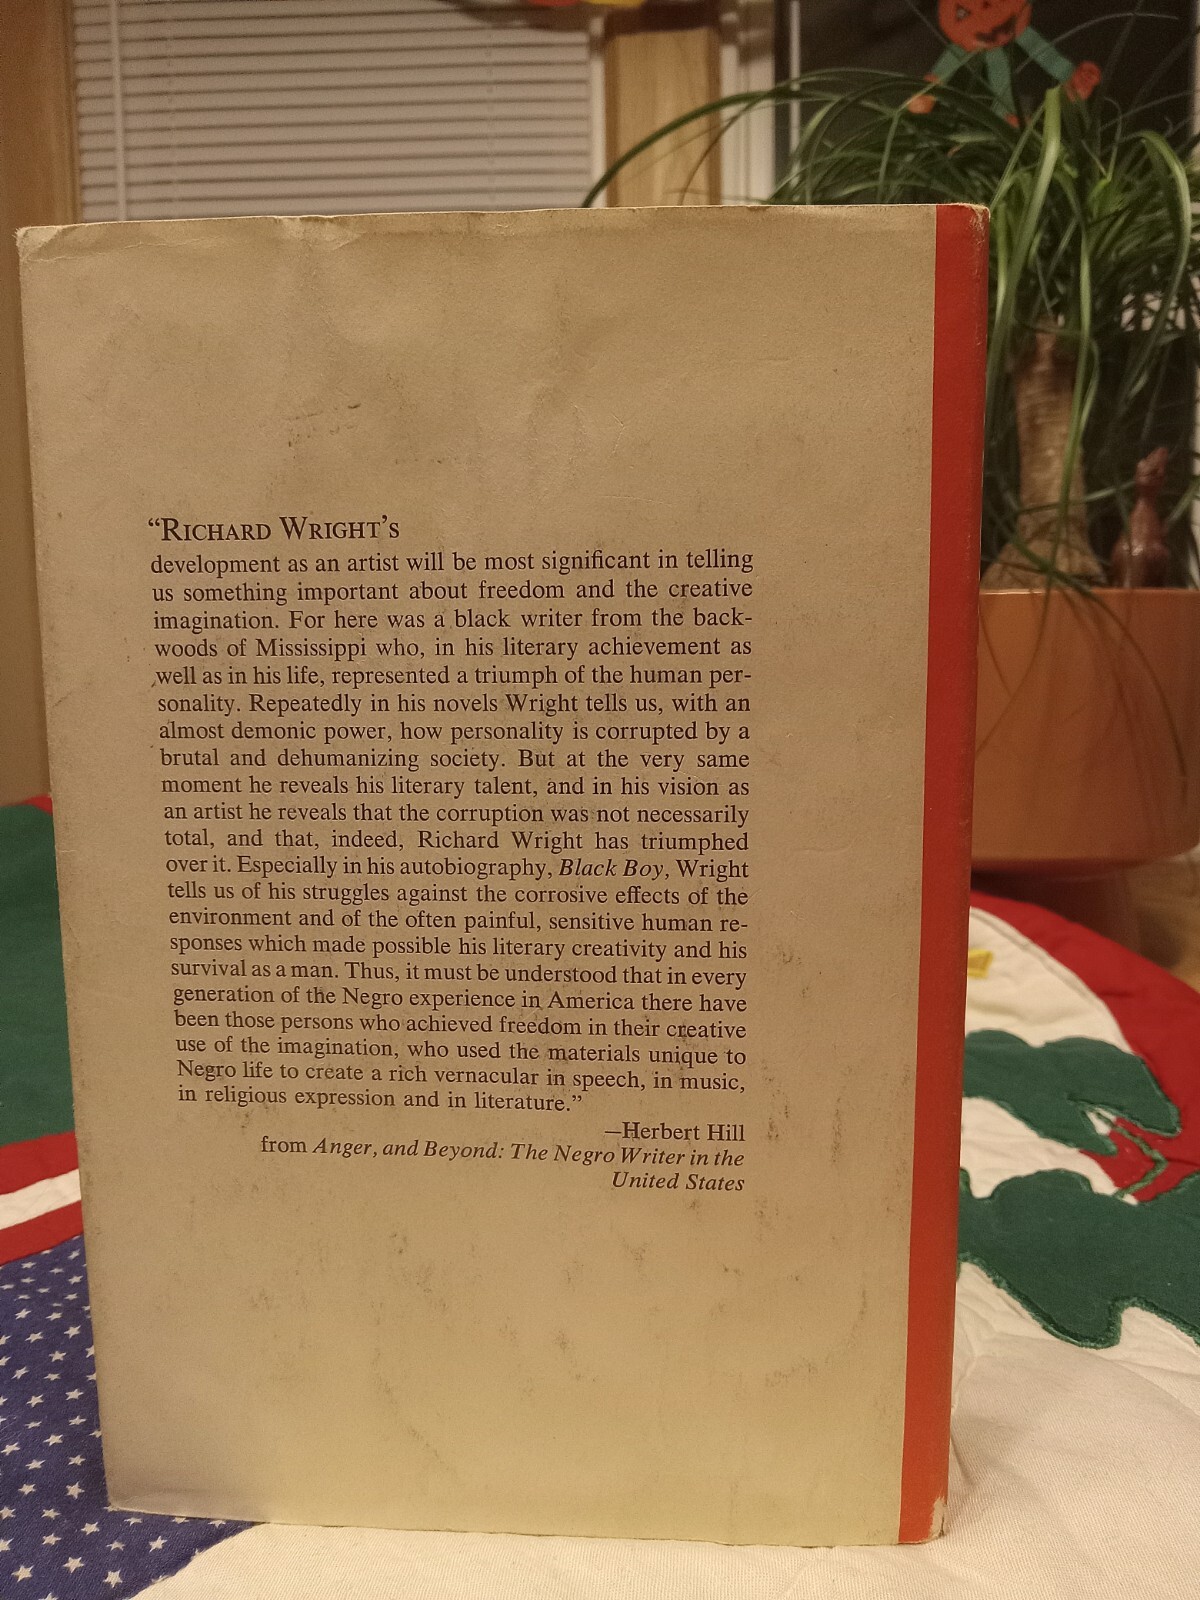 “RICHARD WRIGHT’S
development as an artist will be most significant in telling
us something important about freedom and the creative
imagination. For here was a black writer from the back-
woods of Mississippi who, in his literary achievement as
well as in his life, represented a triumph of the human per-
sonality. Repeatedly in his novels Wright tells us, with an
almost demonic power, how personality is corrupted by a
brutal and dehumanizing society. But at the very same
moment he reveals his literary talent, and in his vision as
an artist he reveals that the corruption was not necessarily
total, and that, indeed, Richard Wright has triumphed
over it. Especially in his autobiography, Black Boy, Wright
tells us of his struggles against the corrosive effects of the
environment and of the often painful, sensitive human re-
sponses which made possible his literary creativity and his
survival as a man. Thus, it must be understood that in every
generation of the Negro experience in America there have
been those persons who achieved freedom in their creative
use of the imagination, who used the materials unique to
Negro life to create a rich vernacular in speech, in music,
in religious expression and in literature.”
—Herbert Hill
from Anger, and Beyond: The Negro Writer in the
United States